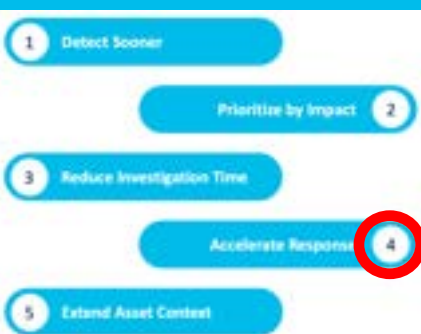 1 Detect Sooner
Prioritize by Impact 2
3 Reduce Investigation Time
Accelerate Response 4
5 Extend Asset Context